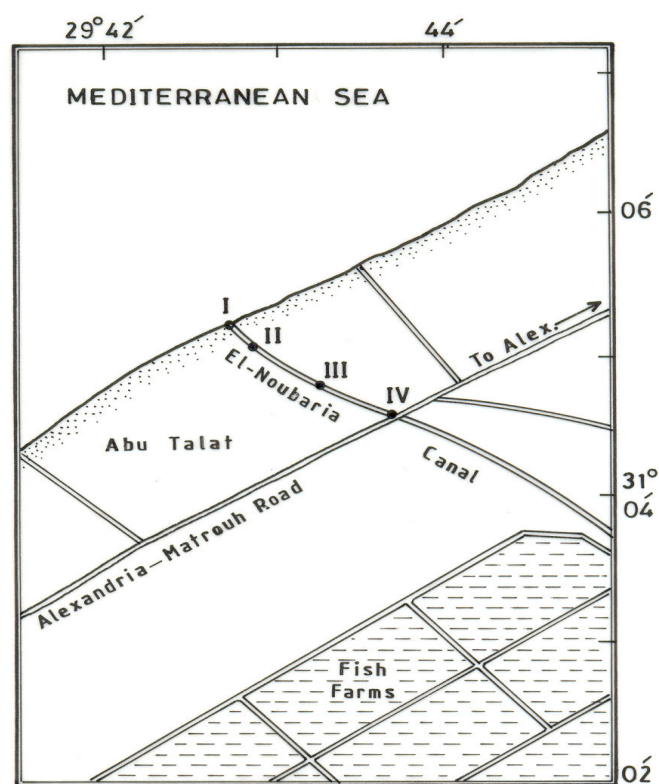 29°42′
44′
MEDITERRANEAN SEA
06′
I
II
III
IV
To Alex.
El-Noubaria
Canal
Abu Talat
31°
04′
Alexandria-Matrouh Road
Fish
Farms
02′